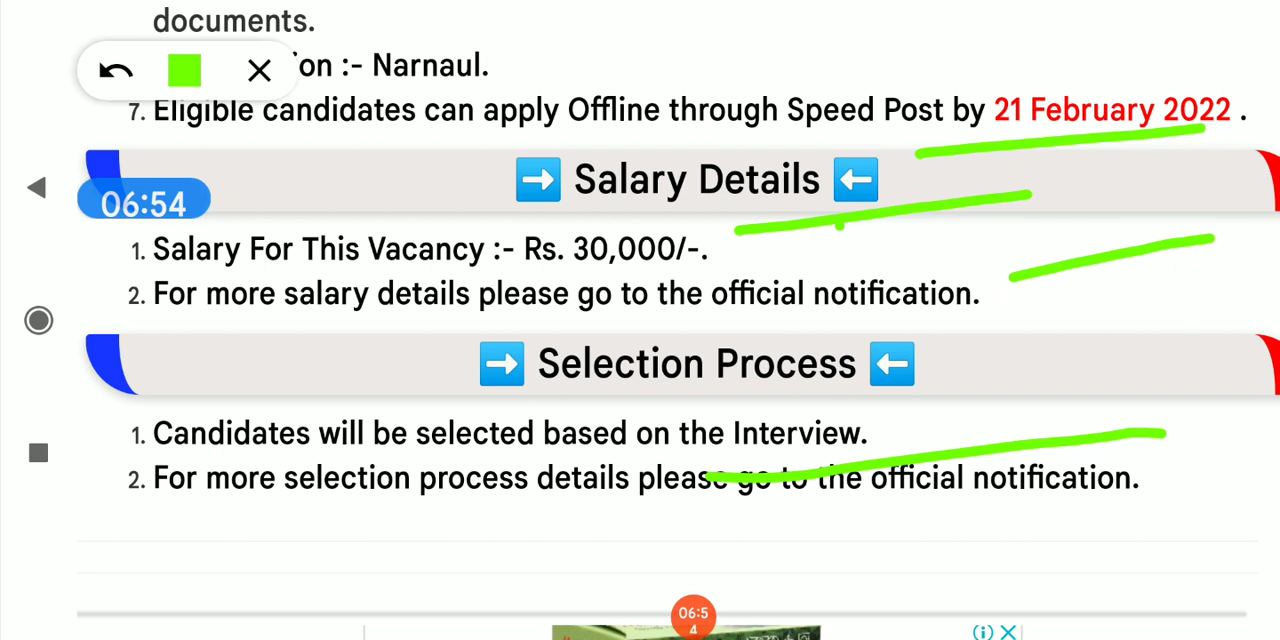 documents.
on :- Narnaul.
7. Eligible candidates can apply Offline through Speed Post by 21 February 2022 .
Salary Details
06:54
1. Salary For This Vacancy :- Rs. 30,000/-.
2. For more salary details please go to the official notification.
Selection Process
1. Candidates will be selected based on the Interview.
2. For more selection process details please go to the official notification.
06:5
4